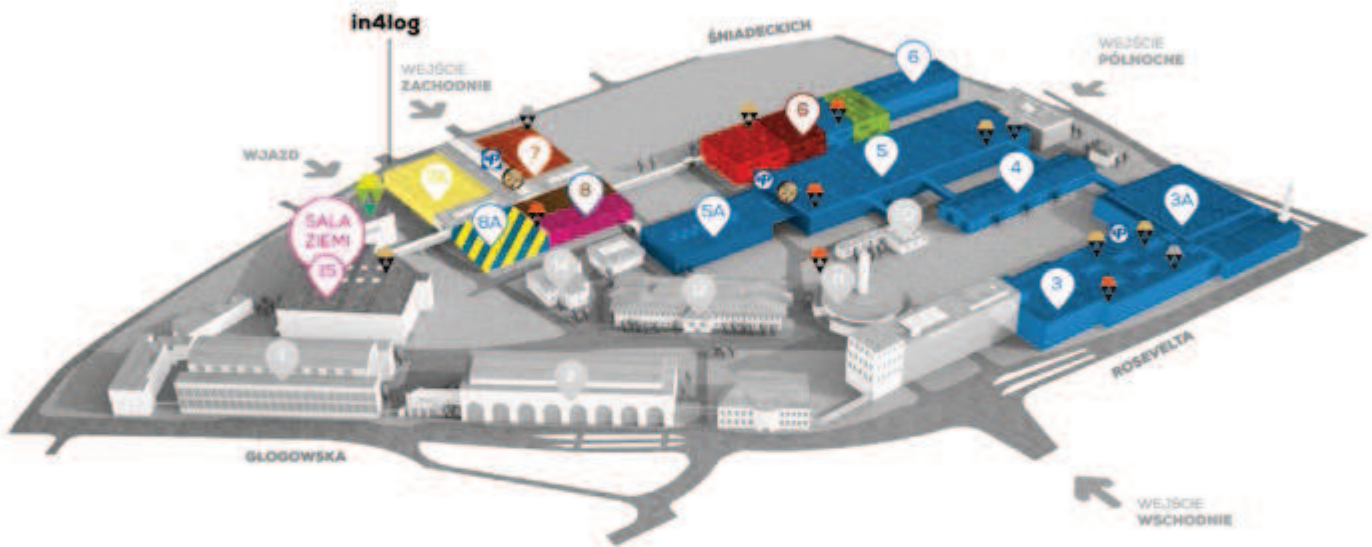 in4log
ŚNIADECKICH
WEJŚCIE
PÓŁNOCNE
WEJŚCIE
ZACHODNIE
WJAZD
6
6
7
5
8
4
5A
3A
SALA
ZIEMI
15
3
ROSEVELTA
GŁOGOWSKA
WEJŚCIE
WSCHODNIE